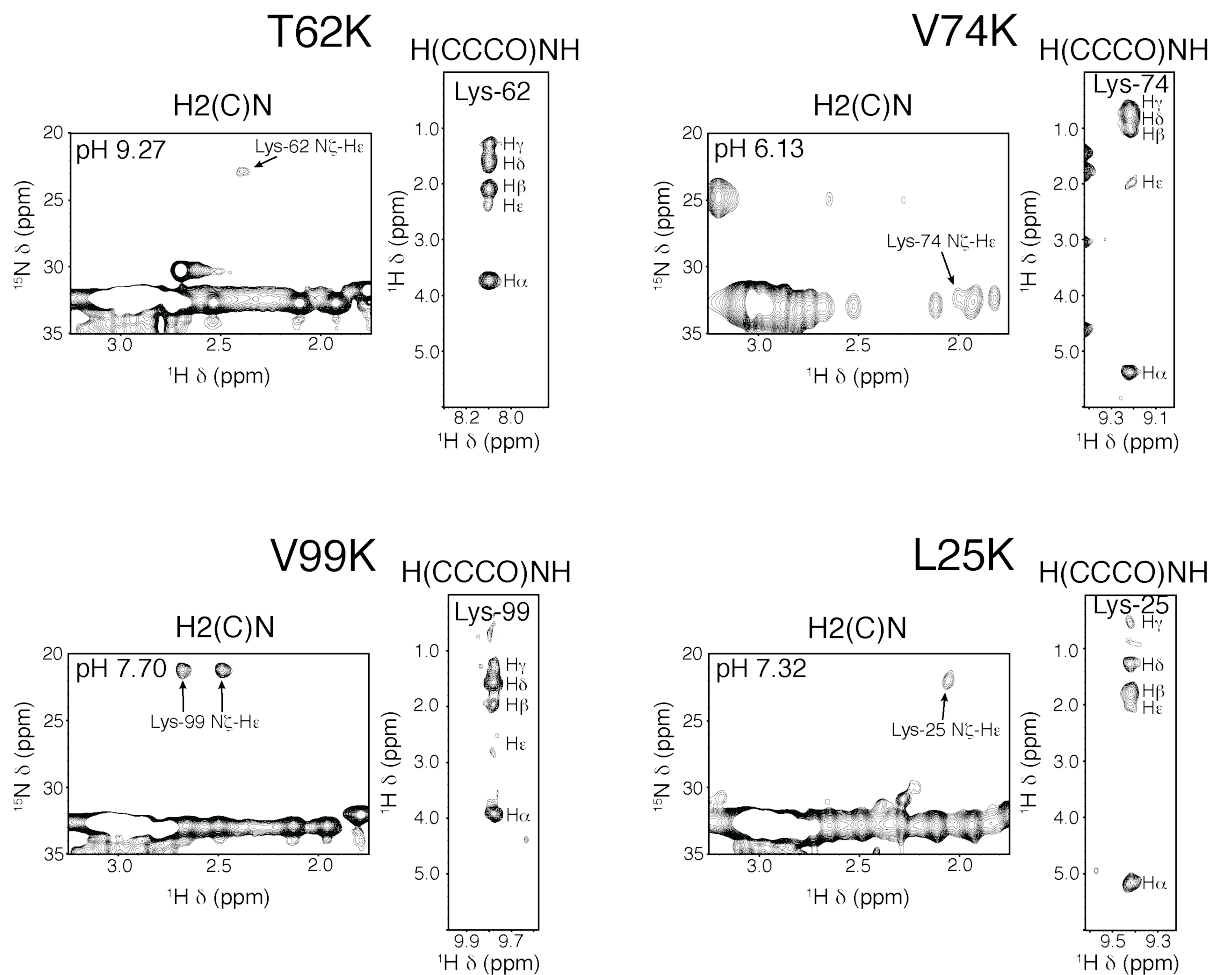 T62K
H(CCCO)NH
H2(C)N
Lys-62
pH 9.27
Lys-62 Nζ-Hε
20
25
30
35
¹⁵N δ (ppm)
3.0 2.5 2.0
¹H δ (ppm)
1.0
2.0
3.0
4.0
5.0
¹H δ (ppm)
Hγ
Hδ
Hβ
Hε
Hα
8.2 8.0
¹H δ (ppm)
V74K
H(CCCO)NH
H2(C)N
Lys-74
pH 6.13
Lys-74 Nζ-Hε
20
25
30
35
¹⁵N δ (ppm)
3.0 2.5 2.0
¹H δ (ppm)
1.0
2.0
3.0
4.0
5.0
¹H δ (ppm)
Hγ
Hδ
Hβ
Hε
Hα
9.3 9.1
¹H δ (ppm)
V99K
H(CCCO)NH
H2(C)N
Lys-99
pH 7.70
Lys-99 Nζ-Hε
20
25
30
35
¹⁵N δ (ppm)
3.0 2.5 2.0
¹H δ (ppm)
1.0
2.0
3.0
4.0
5.0
¹H δ (ppm)
Hγ
Hδ
Hβ
Hε
Hα
9.9 9.7
¹H δ (ppm)
L25K
H(CCCO)NH
H2(C)N
Lys-25
pH 7.32
Lys-25 Nζ-Hε
20
25
30
35
¹⁵N δ (ppm)
3.0 2.5 2.0
¹H δ (ppm)
1.0
2.0
3.0
4.0
5.0
¹H δ (ppm)
Hγ
Hδ
Hβ
Hε
Hα
9.5 9.3
¹H δ (ppm)